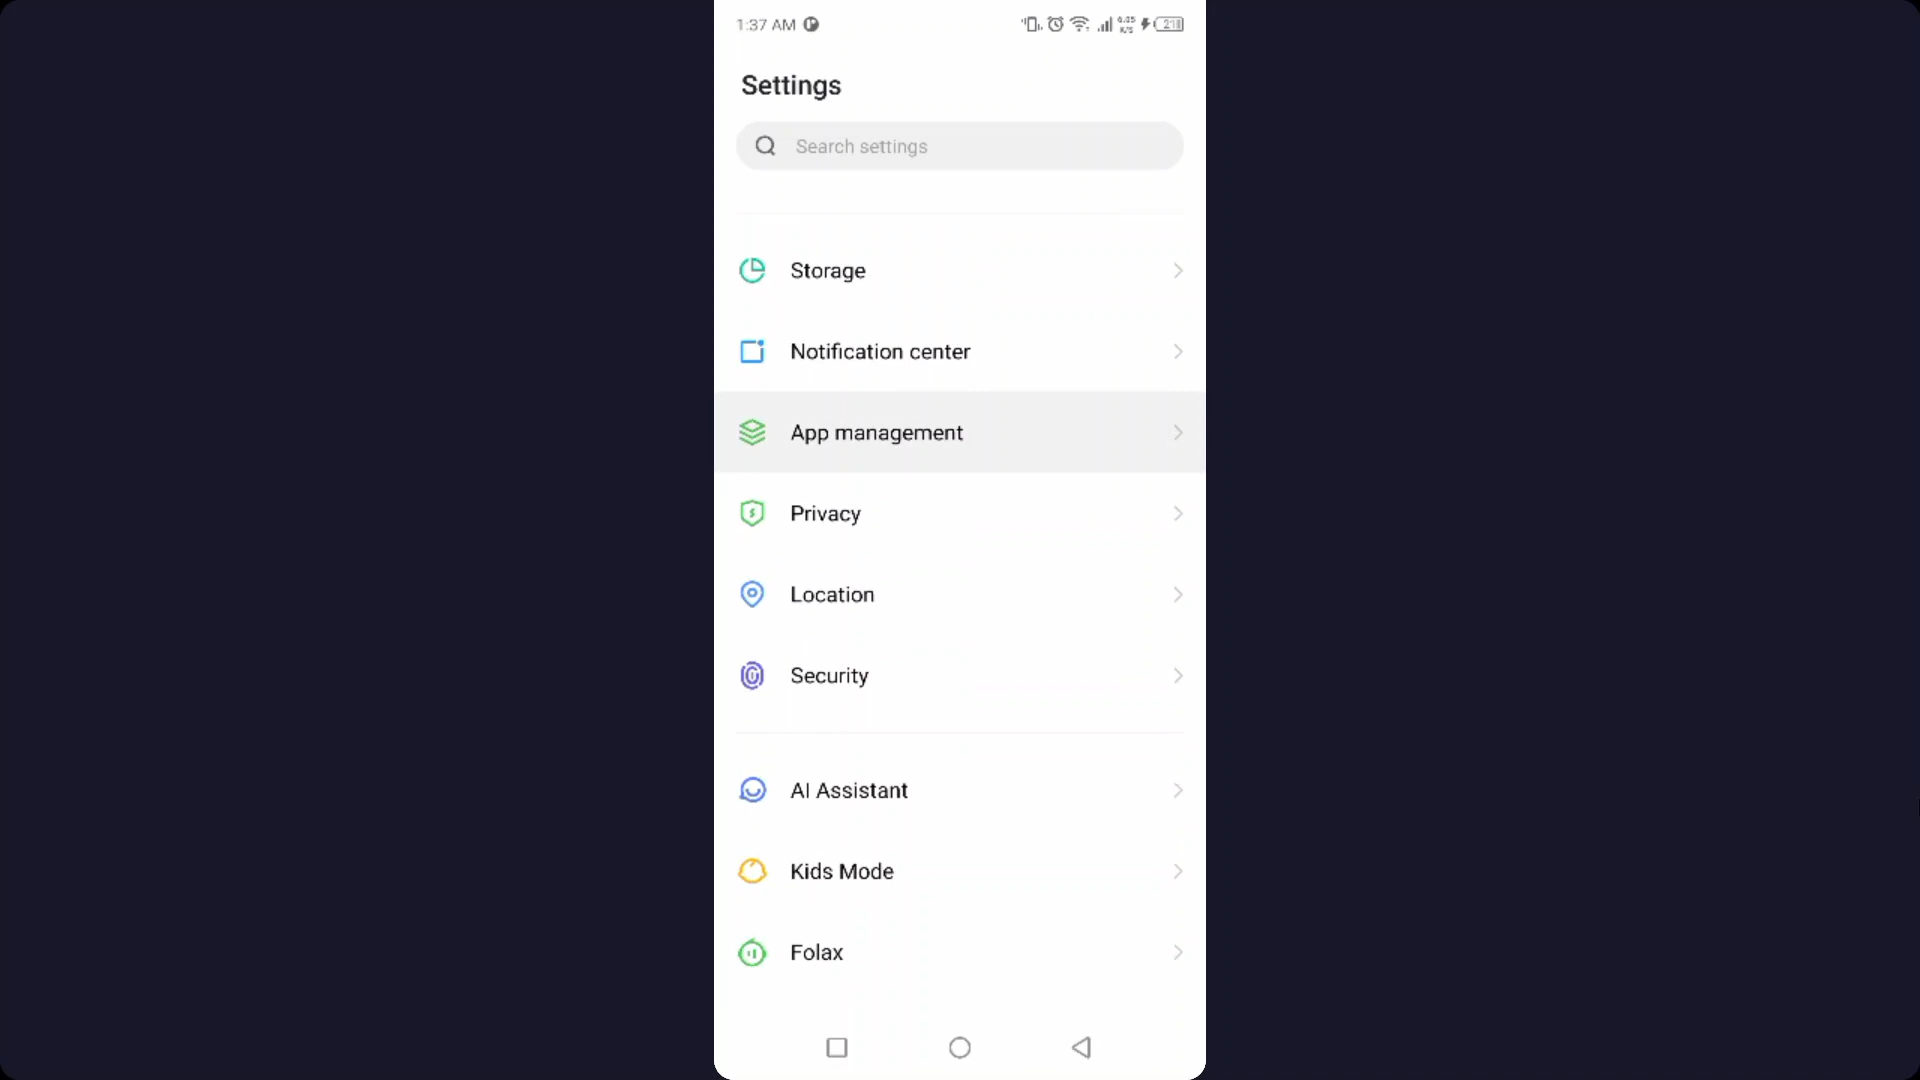 1:37 AM
Settings
Search settings
Storage
Notification center
App management
Privacy
Location
Security
AI Assistant
Kids Mode
Folax